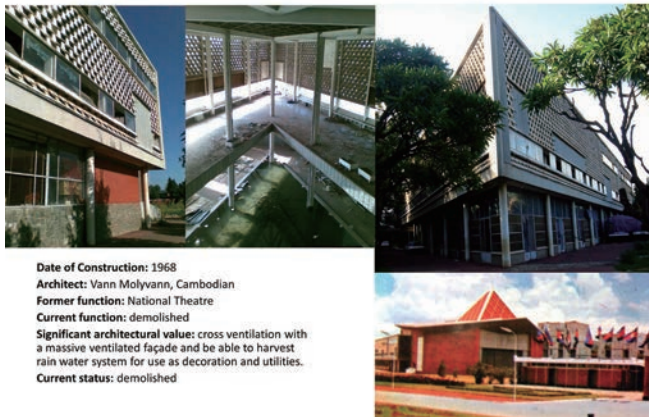 Date of Construction: 1968
Architect: Vann Molyvann, Cambodian
Former function: National Theatre
Current function: demolished
Significant architectural value: cross ventilation with
a massive ventilated façade and be able to harvest
rain water system for use as decoration and utilities.
Current status: demolished